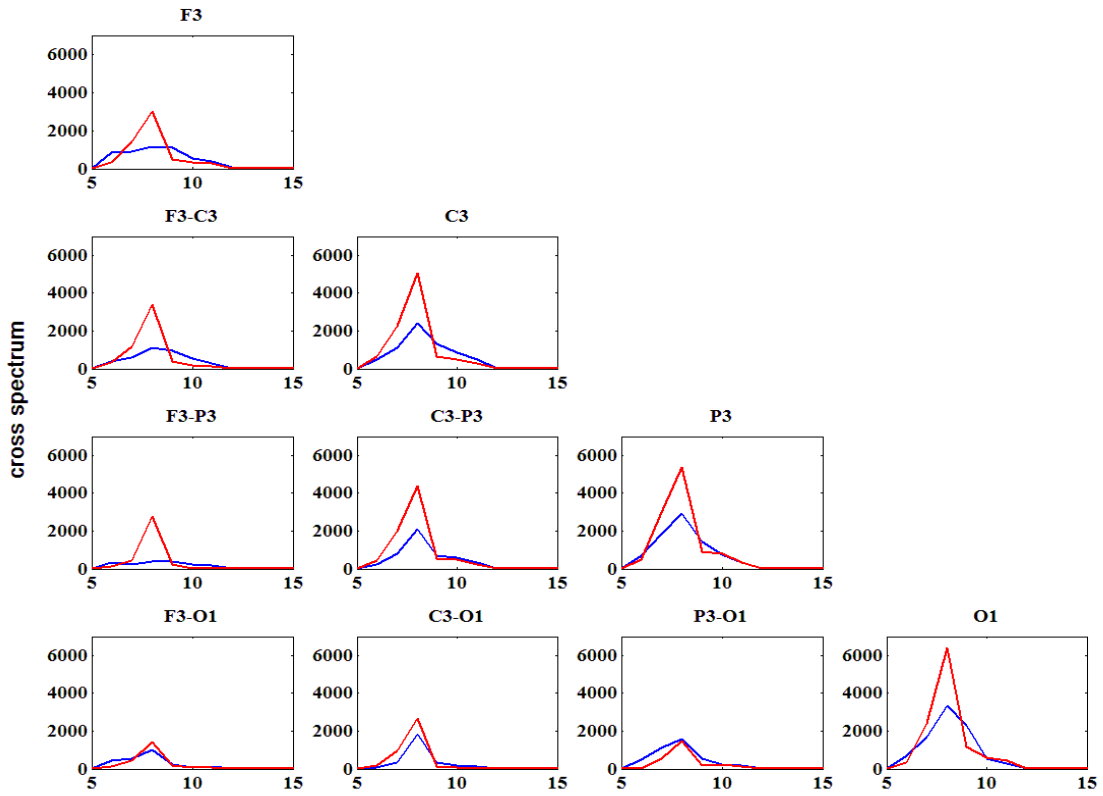 F3
6000
4000
2000
0
5 10 15
F3-C3 C3
6000 6000
4000 4000
2000 2000
0 0
5 10 15 5 10 15
cross spectrum
F3-P3 C3-P3 P3
6000 6000 6000
4000 4000 4000
2000 2000 2000
0 0 0
5 10 15 5 10 15 5 10 15
F3-O1 C3-O1 P3-O1 O1
6000 6000 6000 6000
4000 4000 4000 4000
2000 2000 2000 2000
0 0 0 0
5 10 15 5 10 15 5 10 15 5 10 15